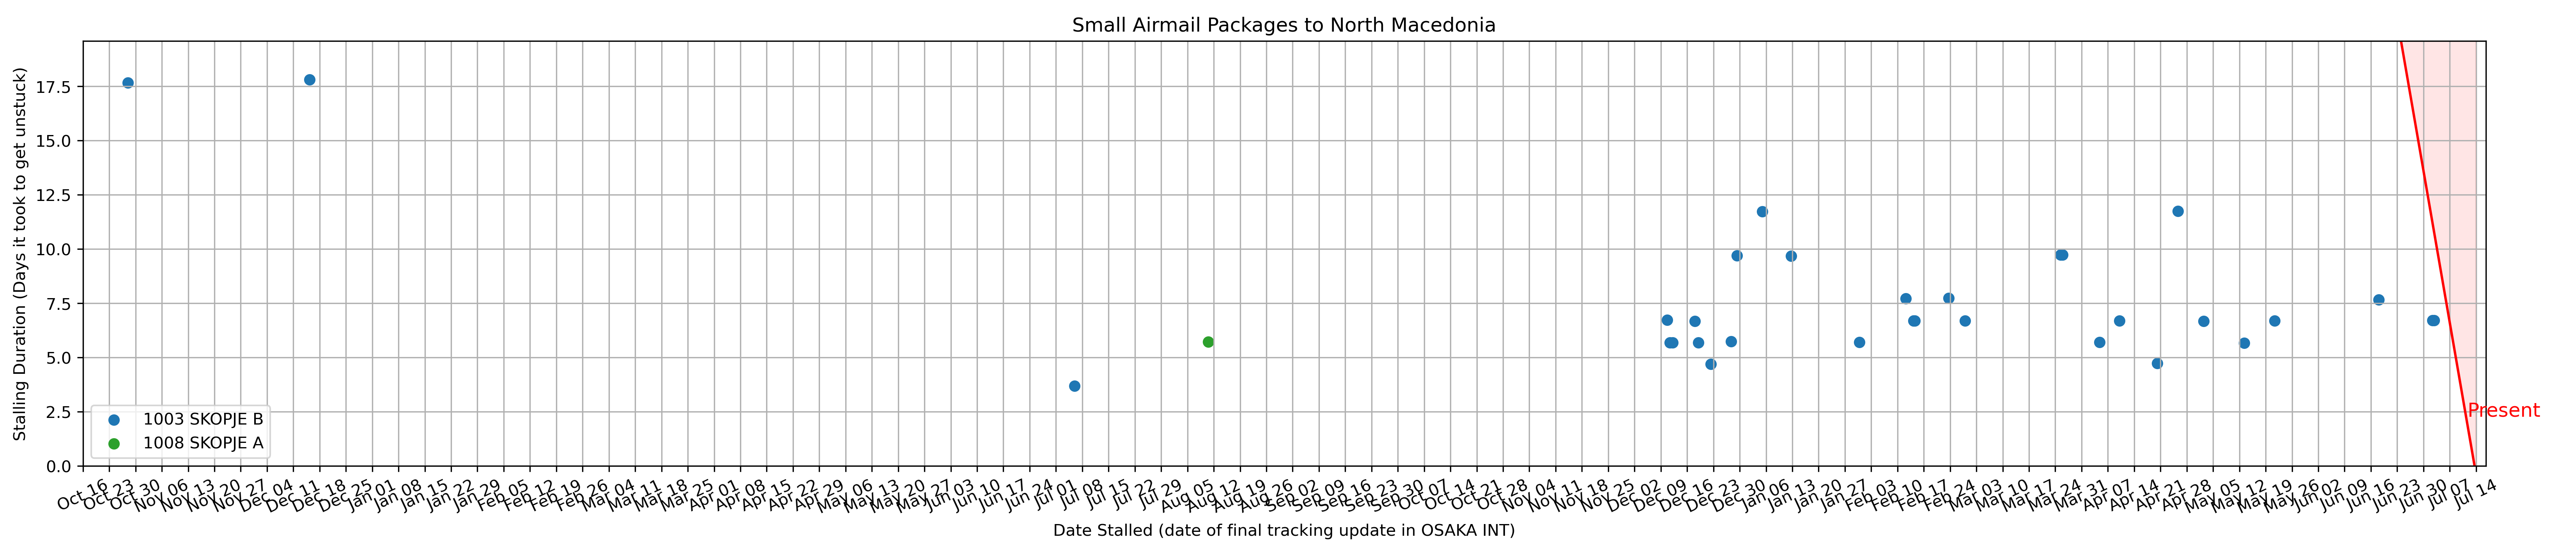 Small Airmail Packages to North Macedonia
Stalling Duration (Days it took to get unstuck)
17.5
15.0
12.5
10.0
7.5
5.0
2.5
0.0
1003 SKOPJE B
1008 SKOPJE A
Present
Oct 16 Oct 23 Oct 30 Nov 06 Nov 13 Nov 20 Nov 27 Dec 04 Dec 11 Dec 18 Dec 25 Jan 01 Jan 08 Jan 15 Jan 22 Jan 29 Feb 05 Feb 12 Feb 19 Feb 26 Mar 04 Mar 11 Mar 18 Mar 25 Apr 01 Apr 08 Apr 15 Apr 22 Apr 29 May 06 May 13 May 20 May 27 Jun 03 Jun 10 Jun 17 Jun 24 Jul 01 Jul 08 Jul 15 Jul 22 Jul 29 Aug 05 Aug 12 Aug 19 Aug 26 Sep 02 Sep 09 Sep 16 Sep 23 Sep 30 Oct 07 Oct 14 Oct 21 Oct 28 Nov 04 Nov 11 Nov 18 Nov 25 Dec 02 Dec 09 Dec 16 Dec 23 Dec 30 Jan 06 Jan 13 Jan 20 Jan 27 Feb 03 Feb 10 Feb 17 Feb 24 Mar 03 Mar 10 Mar 17 Mar 24 Mar 31 Apr 07 Apr 14 Apr 21 Apr 28 May 05 May 12 May 19 May 26 Jun 02 Jun 09 Jun 16 Jun 23 Jun 30 Jul 07 Jul 14
Date Stalled (date of final tracking update in OSAKA INT)